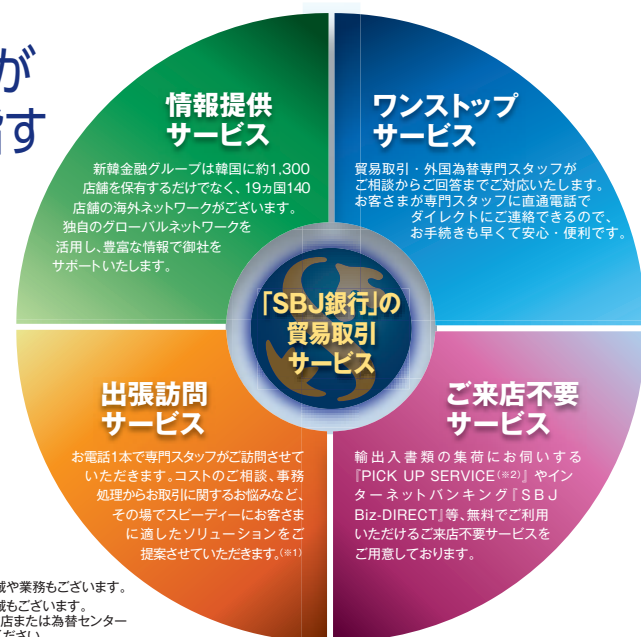 が
す
情報提供
サービス
新韓金融グループは韓国に約1,300
店舗を保有するだけでなく、19ヵ国140
店舗の海外ネットワークがございます。
独自のグローバルネットワークを
活用し、豊富な情報で御社を
サポートいたします。
ワンストップ
サービス
貿易取引・外国為替専門スタッフが
ご相談からご回答までご対応いたします。
お客さまが専門スタッフに直通電話で
ダイレクトにご連絡できるので、
お手続きも早くて安心・便利です。
「SBJ銀行」の
貿易取引
サービス
出張訪問
サービス
お電話1本で専門スタッフがご訪問させて
いただきます。コストのご相談、事務
処理からお取引に関するお悩みなど、
その場でスピーディーにお客さま
に適したソリューションをご
提案させていただきます。(※1)
ご来店不要
サービス
輸出入書類の集荷にお伺いする
『PICK UP SERVICE(※2)』やイン
ターネットバンキング『SBJ
Biz-DIRECT』等、無料でご利用
いただけるご来店不要サービスを
ご用意しております。
や業務もございます。
もございます。
店または為替センター
ください